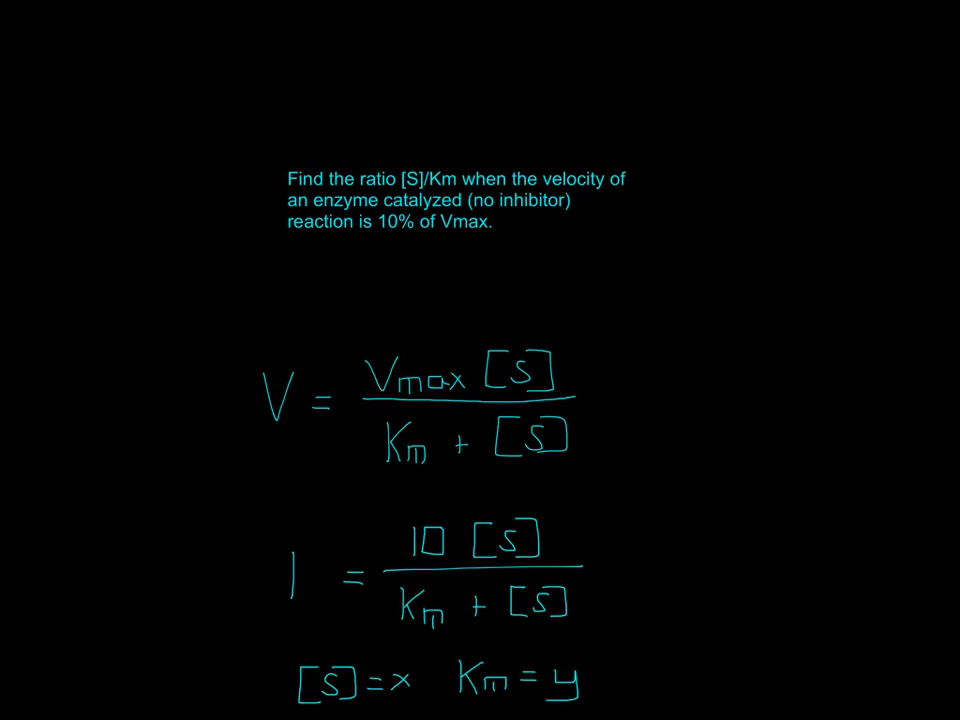 Find the ratio [S]/Km when the velocity of
an enzyme catalyzed (no inhibitor)
reaction is 10% of Vmax.
V = Vmax [S]
Km + [S]
1 = 10 [S]
Km + [S]
[S] = x Km = y